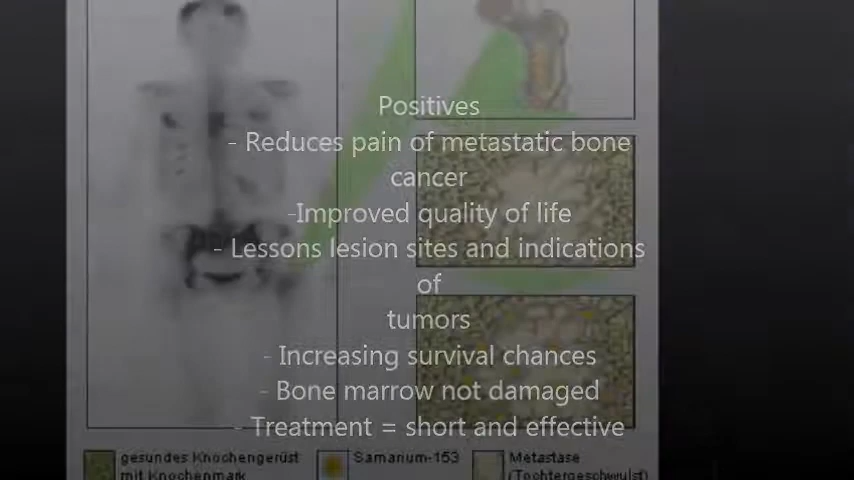 Positives
- Reduces pain of metastatic bone
cancer
-Improved quality of life
- Lessons lesion sites and indications
of
tumors
- Increasing survival chances
- Bone marrow not damaged
- Treatment = short and effective
gesundes Knochengerüst
mit Knochenmark
Samarium-153
Metastase
(Tochtergeschwulst)